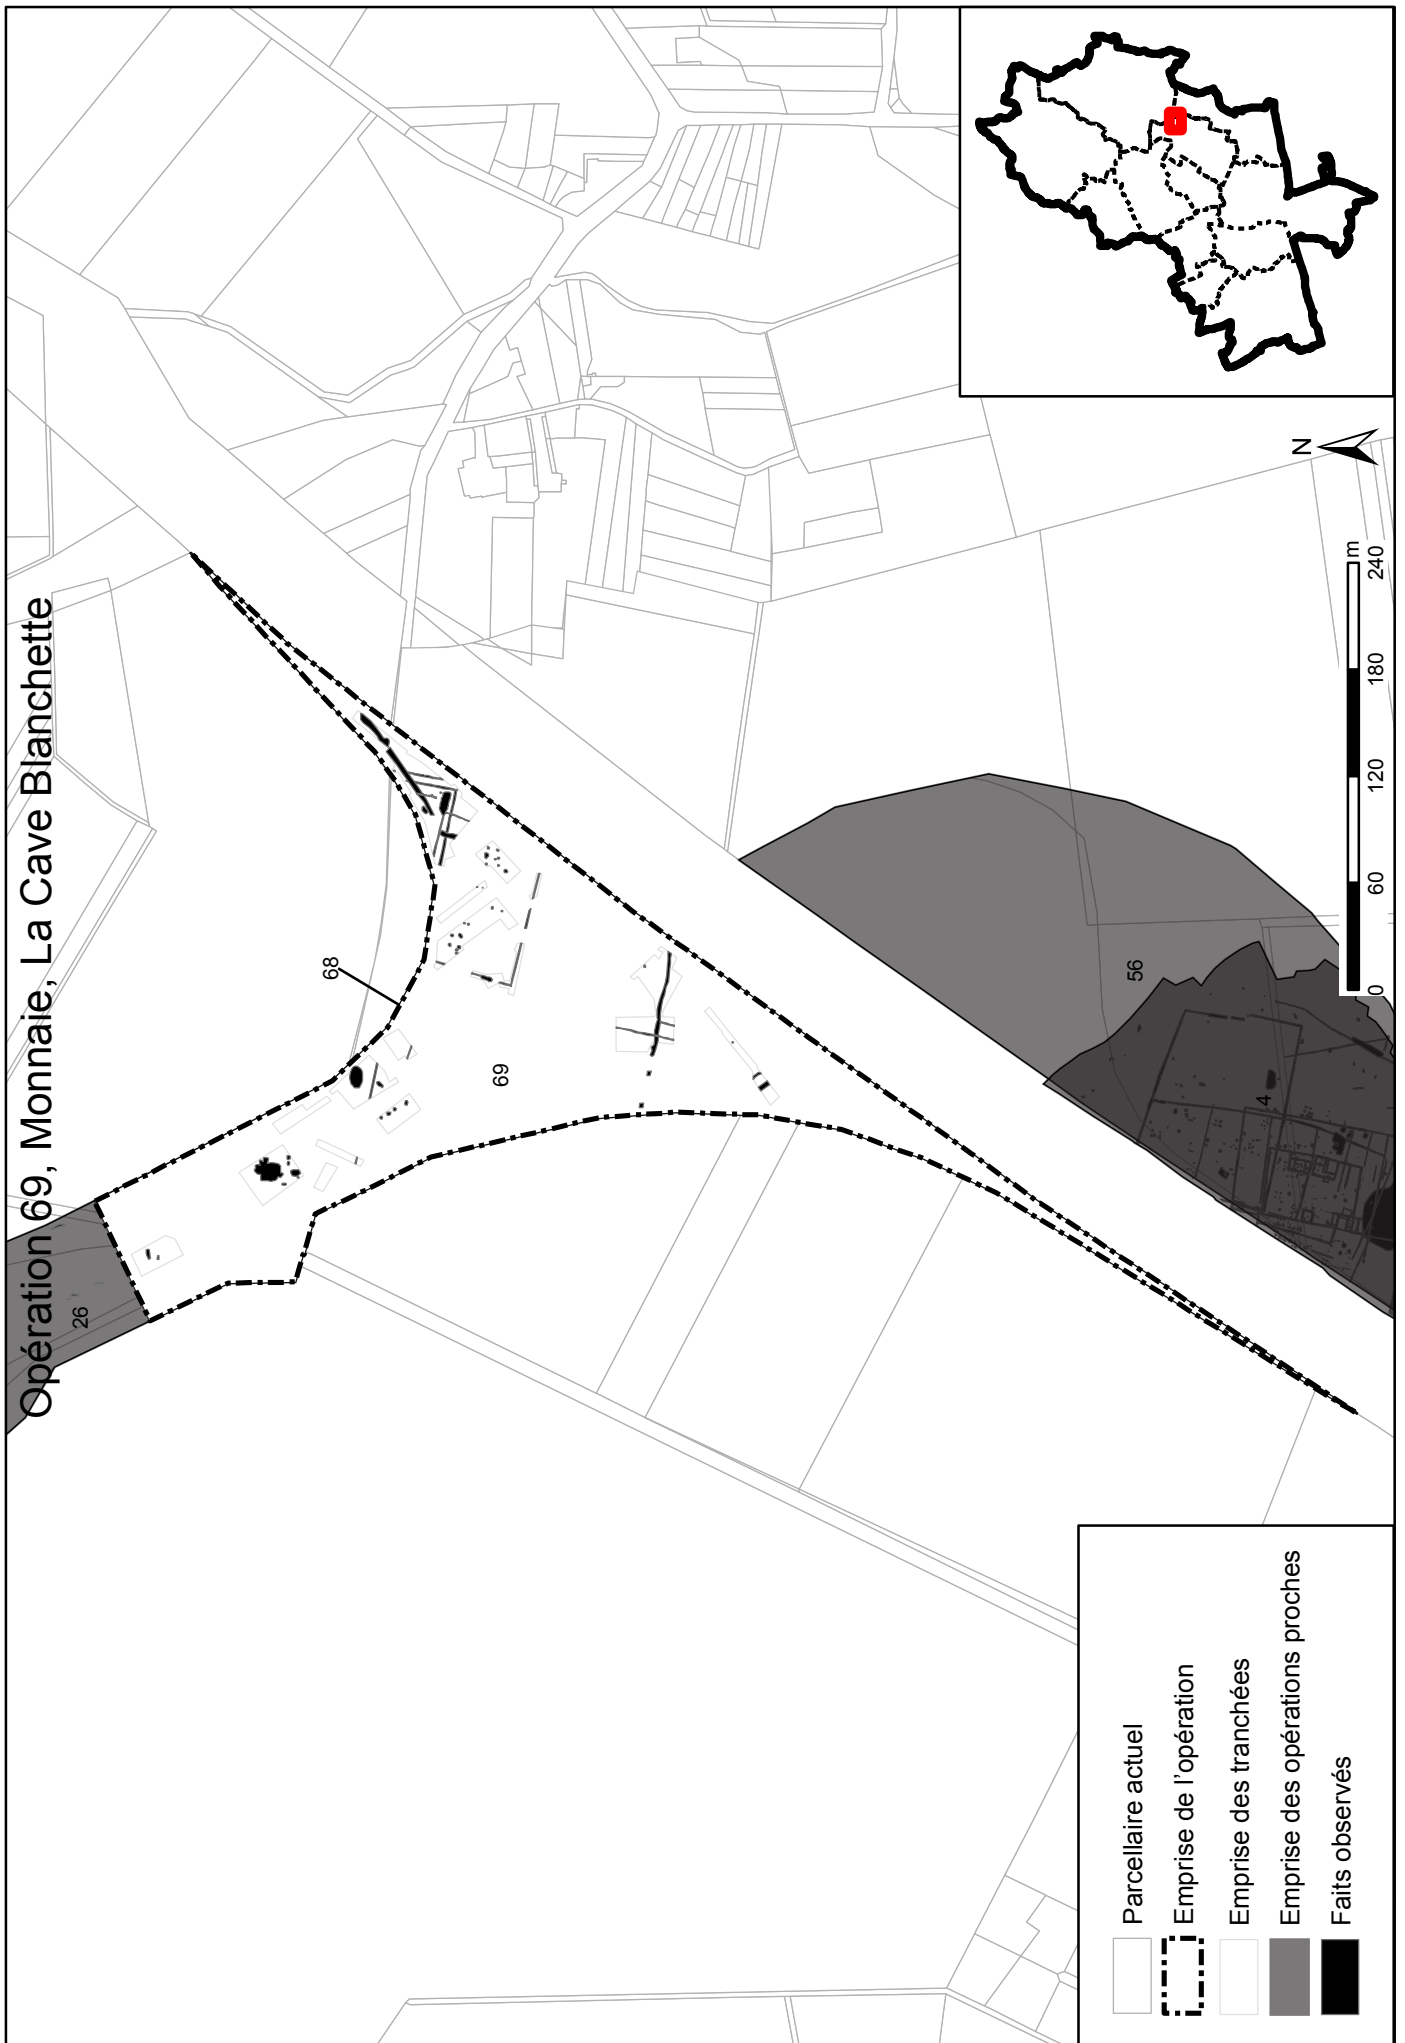 Opération 69, Monnaie, La Cave Blanchette
26
68
69
56
4
N
0 60 120 180 240 m
Parcellaire actuel
Emprise de l'opération
Emprise des tranchées
Emprise des opérations proches
Faits observés